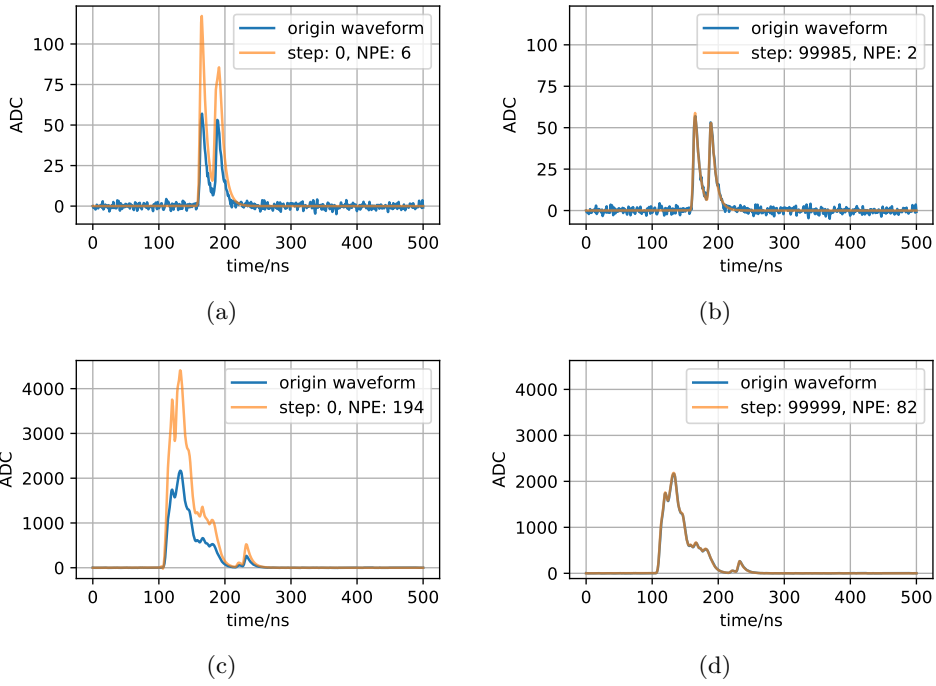 origin waveform
step: 0, NPE: 6
100
75
50
25
0
ADC
0 100 200 300 400 500
time/ns
(a)
origin waveform
step: 99985, NPE: 2
100
75
50
25
0
ADC
0 100 200 300 400 500
time/ns
(b)
origin waveform
step: 0, NPE: 194
4000
3000
2000
1000
0
ADC
0 100 200 300 400 500
time/ns
(c)
origin waveform
step: 99999, NPE: 82
4000
3000
2000
1000
0
ADC
0 100 200 300 400 500
time/ns
(d)